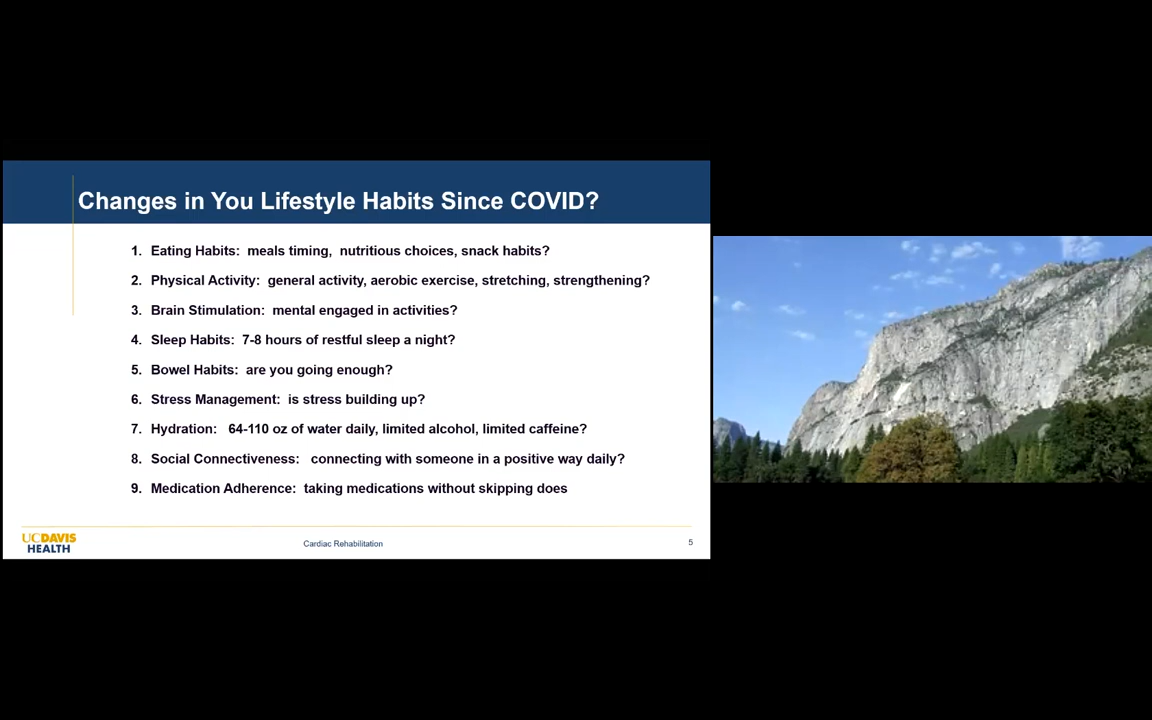 Changes in You Lifestyle Habits Since COVID?
1. Eating Habits: meals timing, nutritious choices, snack habits?
2. Physical Activity: general activity, aerobic exercise, stretching, strengthening?
3. Brain Stimulation: mental engaged in activities?
4. Sleep Habits: 7-8 hours of restful sleep a night?
5. Bowel Habits: are you going enough?
6. Stress Management: is stress building up?
7. Hydration: 64-110 oz of water daily, limited alcohol, limited caffeine?
8. Social Connectiveness: connecting with someone in a positive way daily?
9. Medication Adherence: taking medications without skipping does
UCDAVIS
HEALTH
Cardiac Rehabilitation
5